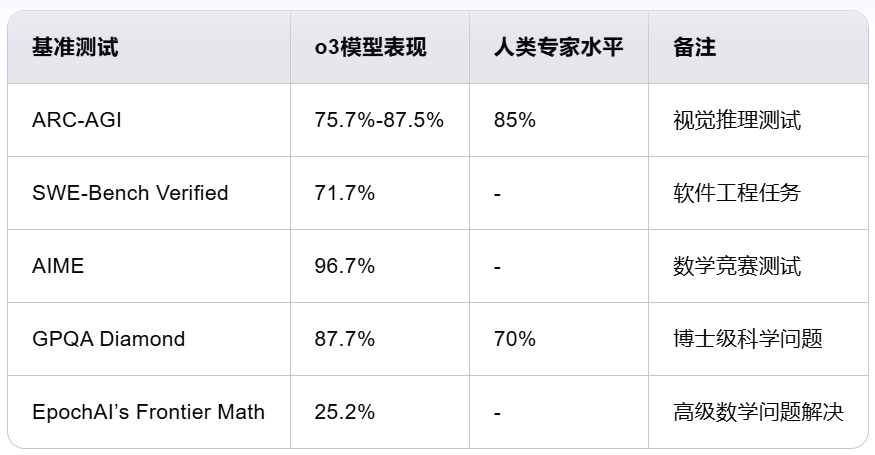 基准测试 o3模型表现 人类专家水平 备注
ARC-AGI 75.7%-87.5% 85% 视觉推理测试
SWE-Bench Verified 71.7% - 软件工程任务
AIME 96.7% - 数学竞赛测试
GPQA Diamond 87.7% 70% 博士级科学问题
EpochAI’s Frontier Math 25.2% - 高级数学问题解决